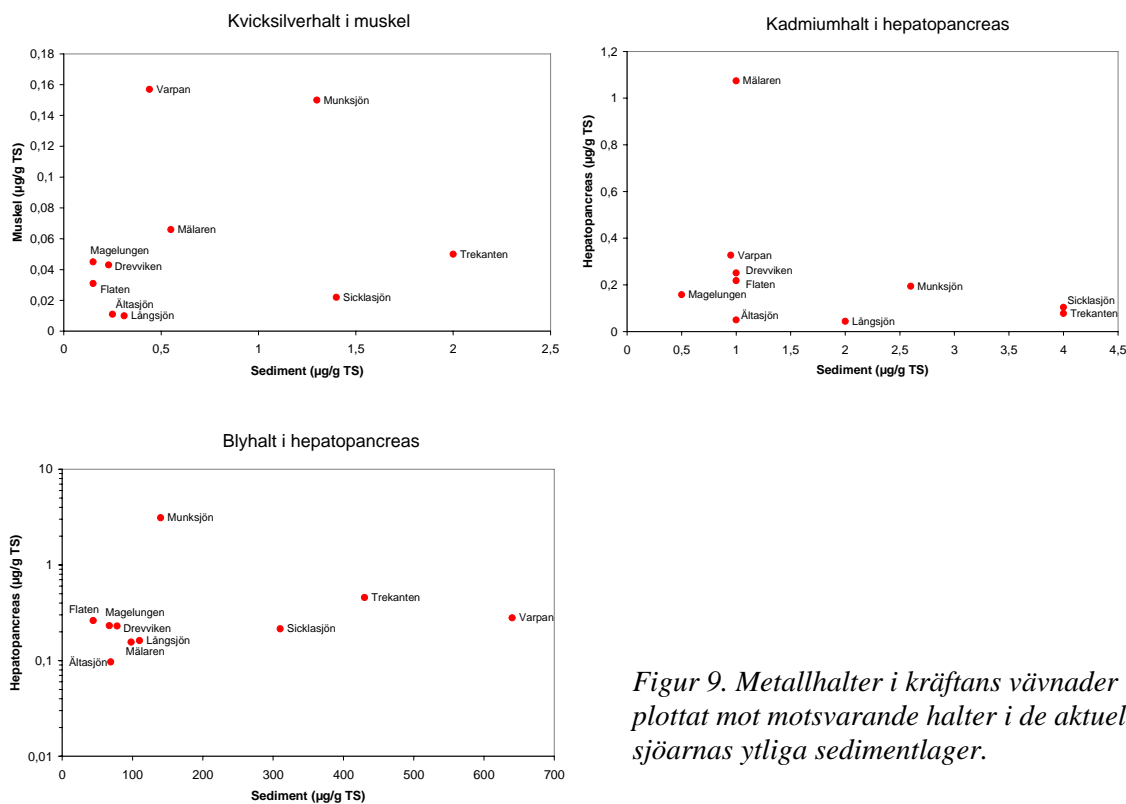 Kvicksilverhalt i muskel
0,18
0,16
0,14
0,12
0,1
0,08
0,06
0,04
0,02
0
Muskel (µg/g TS)
Varpan
Munksjön
Mälaren
Magelungen
Drevviken
Trekanten
Flaten
Sicklasjön
Ältasjön
Långsjön
0 0,5 1 1,5 2 2,5
Sediment (µg/g TS)
Kadmiumhalt i hepatopancreas
1,2
1
0,8
0,6
0,4
0,2
0
Hepatopancreas (µg/g TS)
Mälaren
Varpan
Drevviken
Flaten
Magelungen
Munksjön
Sicklasjön
Trekanten
Ältasjön
Långsjön
0 0,5 1 1,5 2 2,5 3 3,5 4 4,5
Sediment (µg/g TS)
Blyhalt i hepatopancreas
10
1
0,1
0,01
Hepatopancreas (µg/g TS)
Munksjön
Flaten
Magelungen
Trekanten
Drevviken
Varpan
Sicklasjön
Långsjön
Mälaren
Ältasjön
0 100 200 300 400 500 600 700
Sediment (µg/g TS)
Figur 9. Metallhalter i kräftans vävnader
plottat mot motsvarande halter i de aktuel
sjöarnas ytliga sedimentlager.